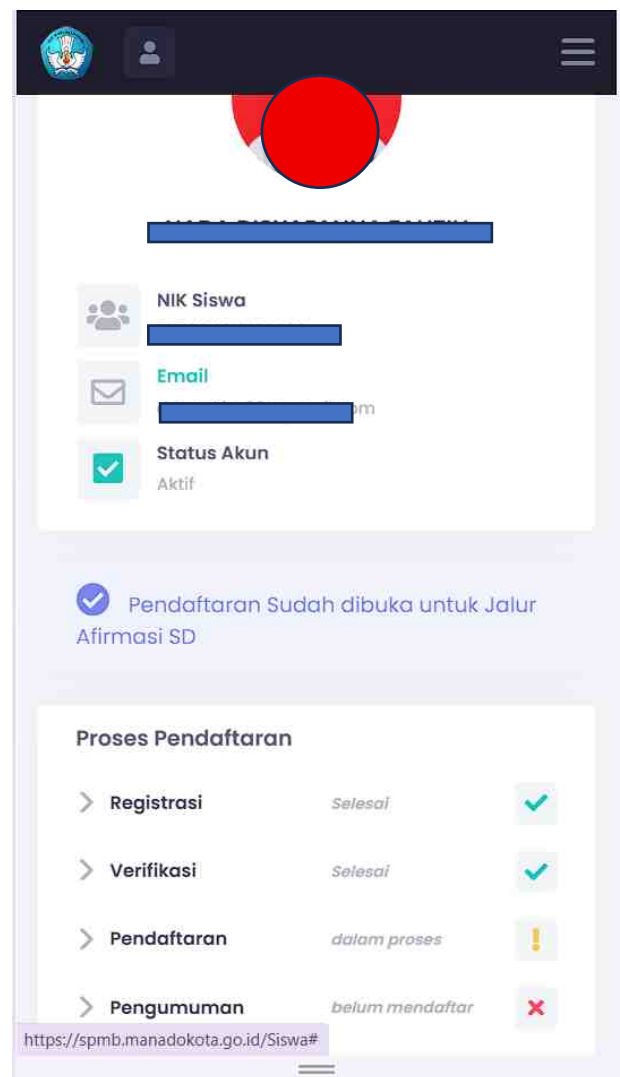 NIK Siswa
Email
Status Akun
Aktif
Pendaftaran Sudah dibuka untuk Jalur
Afirmasi SD
Proses Pendaftaran
Registrasi Selesai
Verifikasi Selesai
Pendaftaran dalam proses
Pengumuman belum mendaftar
https://spmb.manadokota.go.id/Siswa#